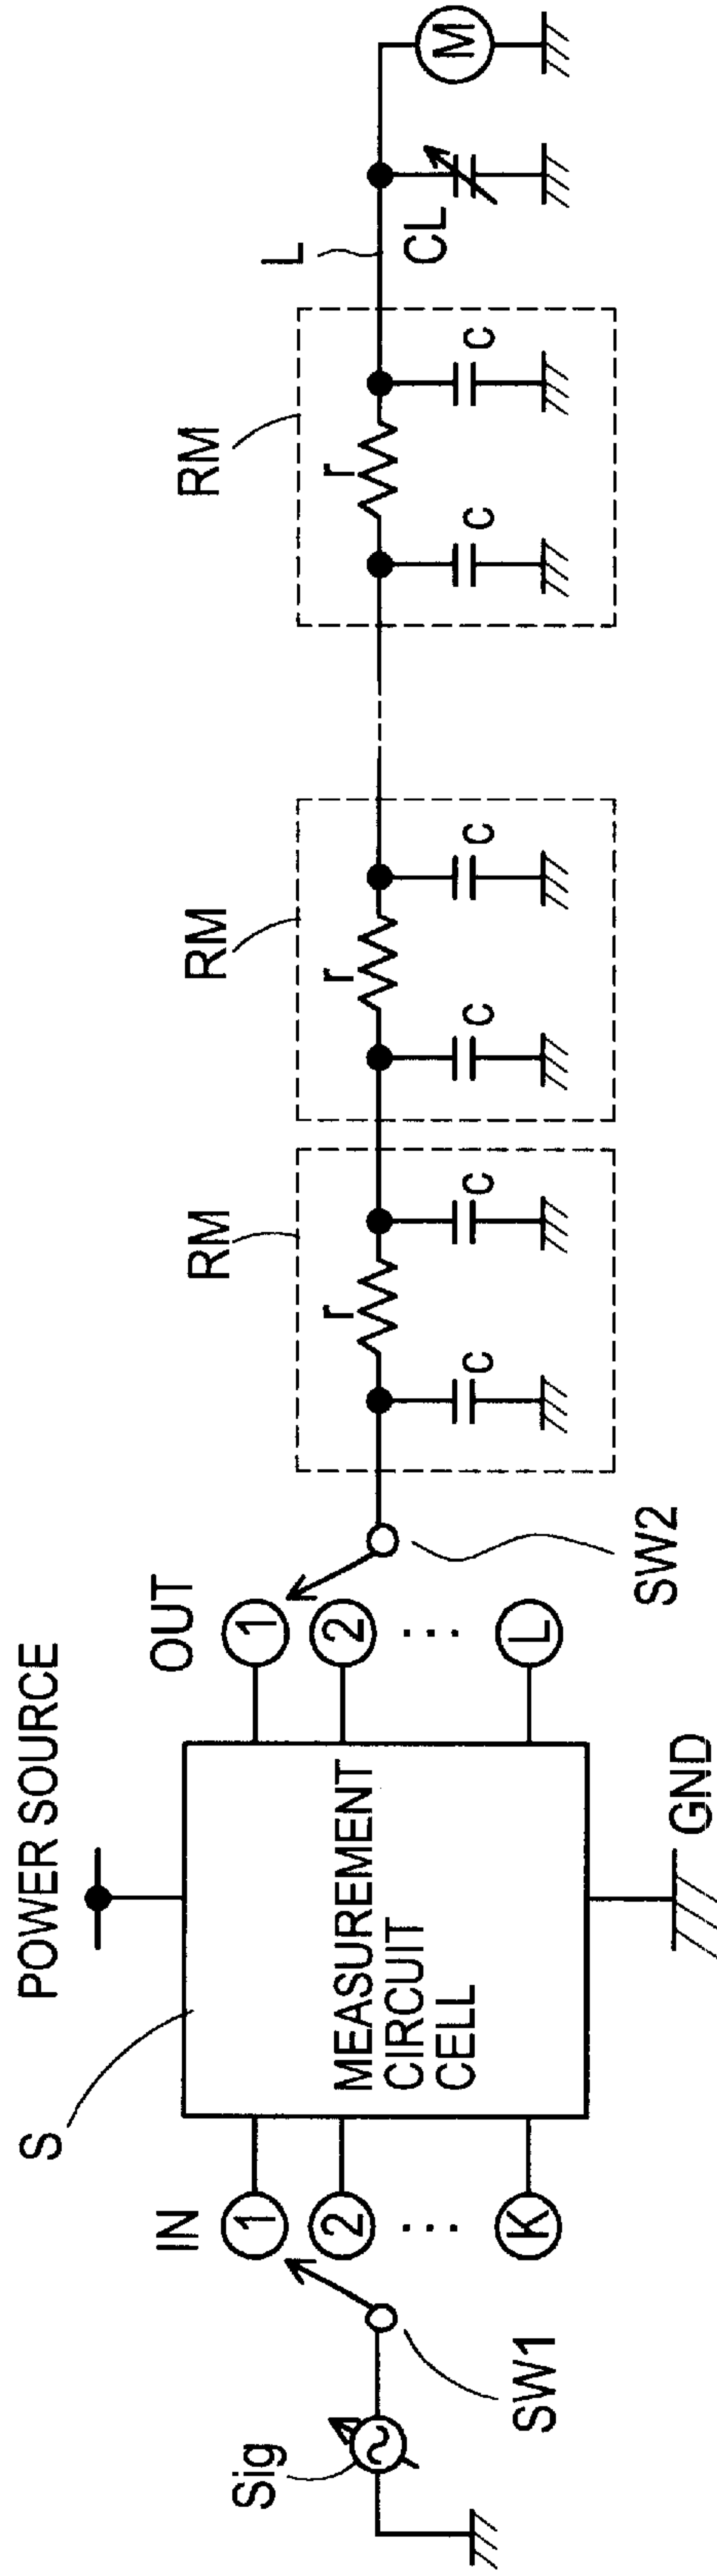 POWER SOURCE
S
IN
OUT
1
2
⋮
K
1
2
⋮
L
MEASUREMENT
CIRCUIT
CELL
GND
Sig
SW1
SW2
RM
r
c
c
RM
r
c
c
RM
r
c
c
L
CL
M